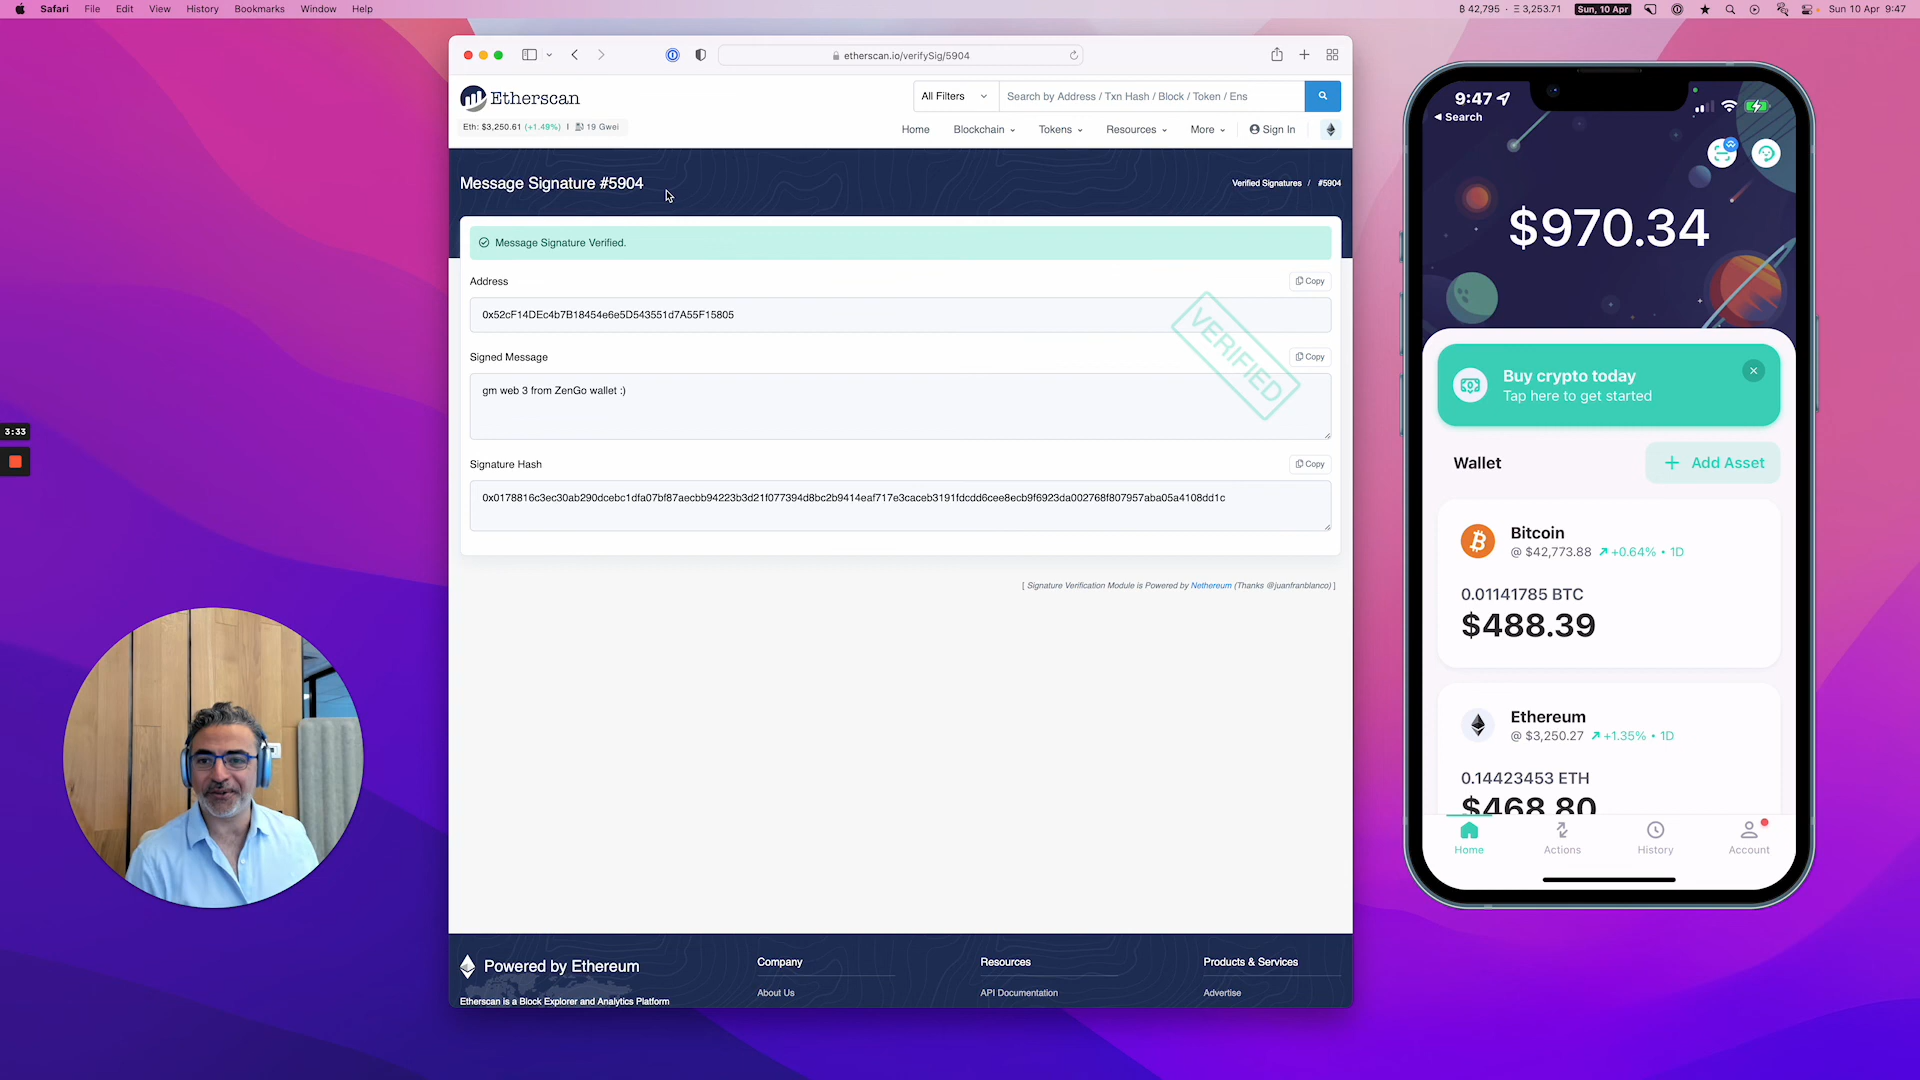 Safari File Edit View History Bookmarks Window Help
₿ 42,795 · Ξ 3,253.71 Sun, 10 Apr Sun 10 Apr 9:47
etherscan.io/verifySig/5904
Etherscan
All Filters
Search by Address / Txn Hash / Block / Token / Ens
Eth: $3,250.61 (+1.49%) | 19 Gwei
Home Blockchain Tokens Resources More Sign In
Message Signature #5904
Verified Signatures / #5904
Message Signature Verified.
Address
Copy
0x52cF14DEc4b7B18454e6e5D543551d7A55F15805
VERIFIED
Signed Message
Copy
gm web 3 from ZenGo wallet :)
Signature Hash
Copy
0x0178816c3ec30ab290dcebc1dfa07bf87aecbb94223b3d21f077394d8bc2b9414eaf717e3caceb3191fdcdd6cee8ecb9f6923da002768f807957aba05a4108dd1c
[ Signature Verification Module is Powered by Nethereum (Thanks @juanfranblanco) ]
Powered by Ethereum
Etherscan is a Block Explorer and Analytics Platform
Company
About Us
Resources
API Documentation
Products & Services
Advertise
3:33
9:47
Search
$970.34
Buy crypto today
Tap here to get started
Wallet
+ Add Asset
Bitcoin
@ $42,773.88 +0.64% • 1D
0.01141785 BTC
$488.39
Ethereum
@ $3,250.27 +1.35% • 1D
0.14423453 ETH
$468.80
Home Actions History Account